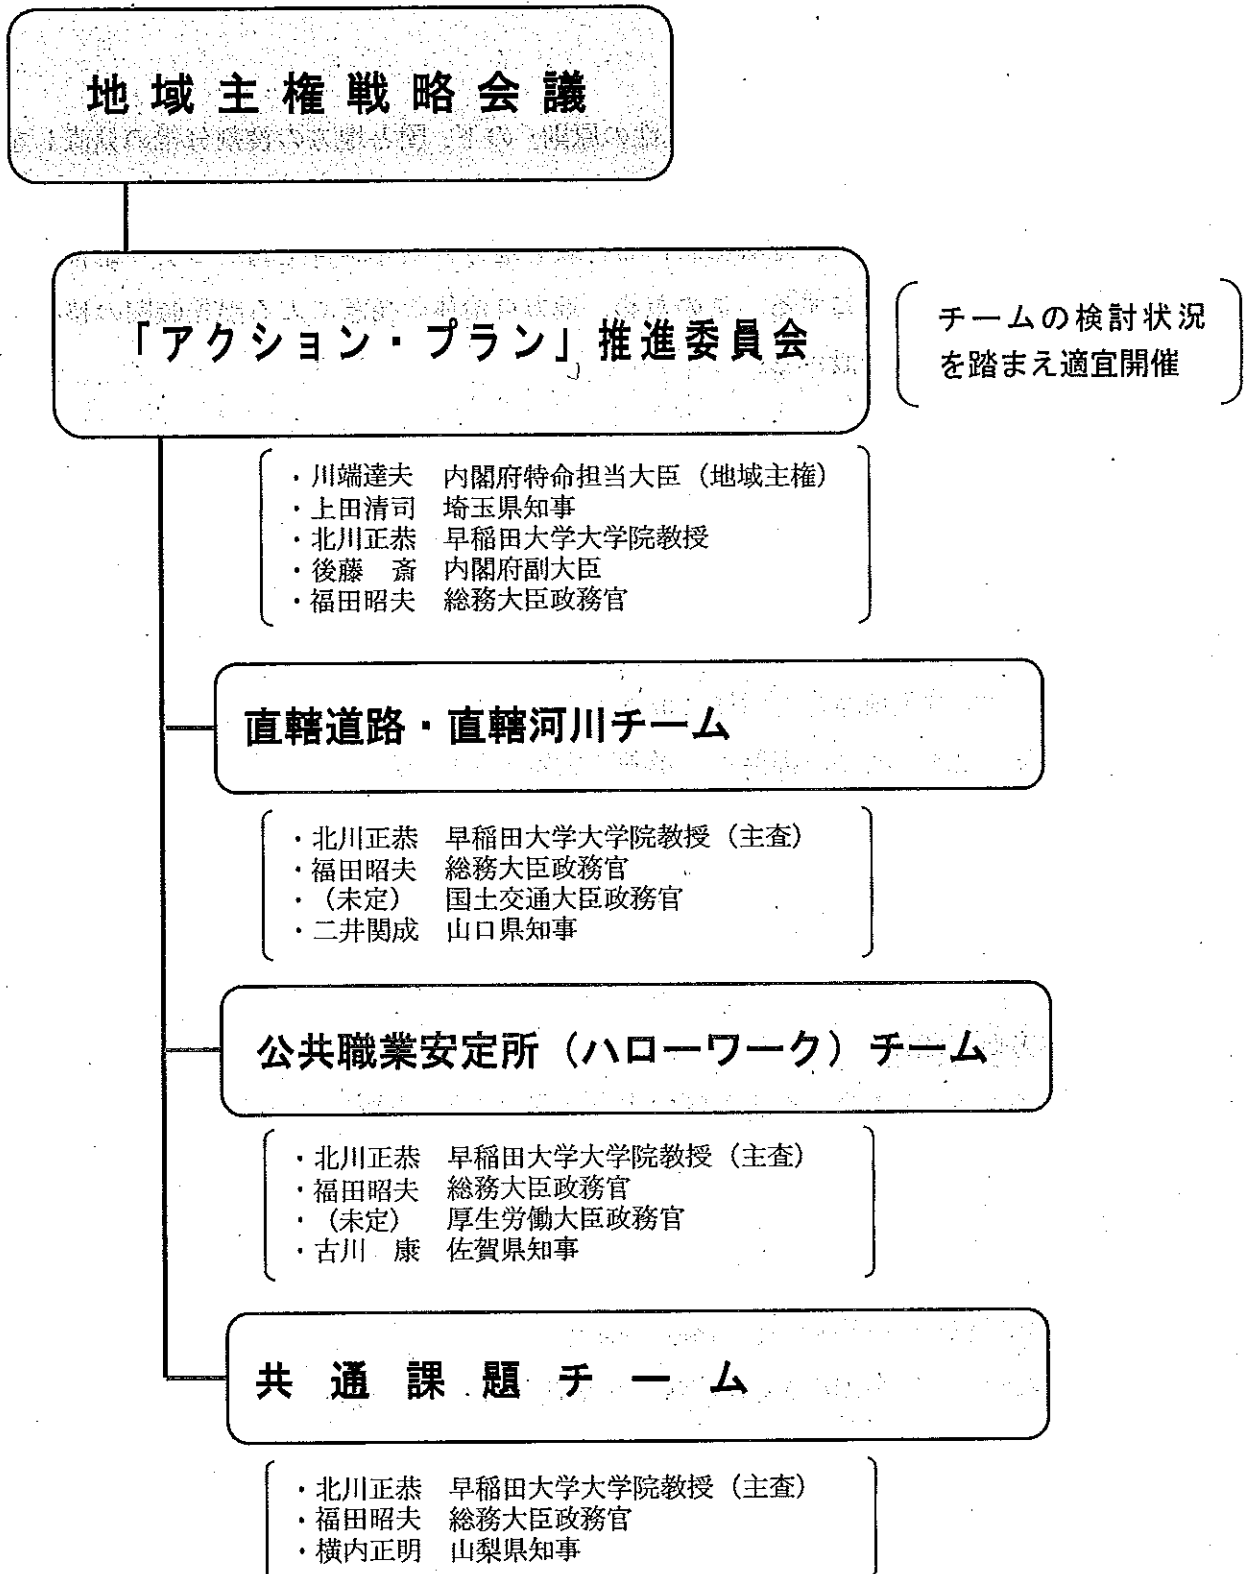 地域主権戦略会議
「アクション・プラン」推進委員会
チームの検討状況
を踏まえ適宜開催
・川端達夫 内閣府特命担当大臣（地域主権）
・上田清司 埼玉県知事
・北川正恭 早稲田大学大学院教授
・後藤 斎 内閣府副大臣
・福田昭夫 総務大臣政務官
直轄道路・直轄河川チーム
・北川正恭 早稲田大学大学院教授（主査）
・福田昭夫 総務大臣政務官
・（未定） 国土交通大臣政務官
・二井関成 山口県知事
公共職業安定所（ハローワーク）チーム
・北川正恭 早稲田大学大学院教授（主査）
・福田昭夫 総務大臣政務官
・（未定） 厚生労働大臣政務官
・古川 康 佐賀県知事
共通課題チーム
・北川正恭 早稲田大学大学院教授（主査）
・福田昭夫 総務大臣政務官
・横内正明 山梨県知事